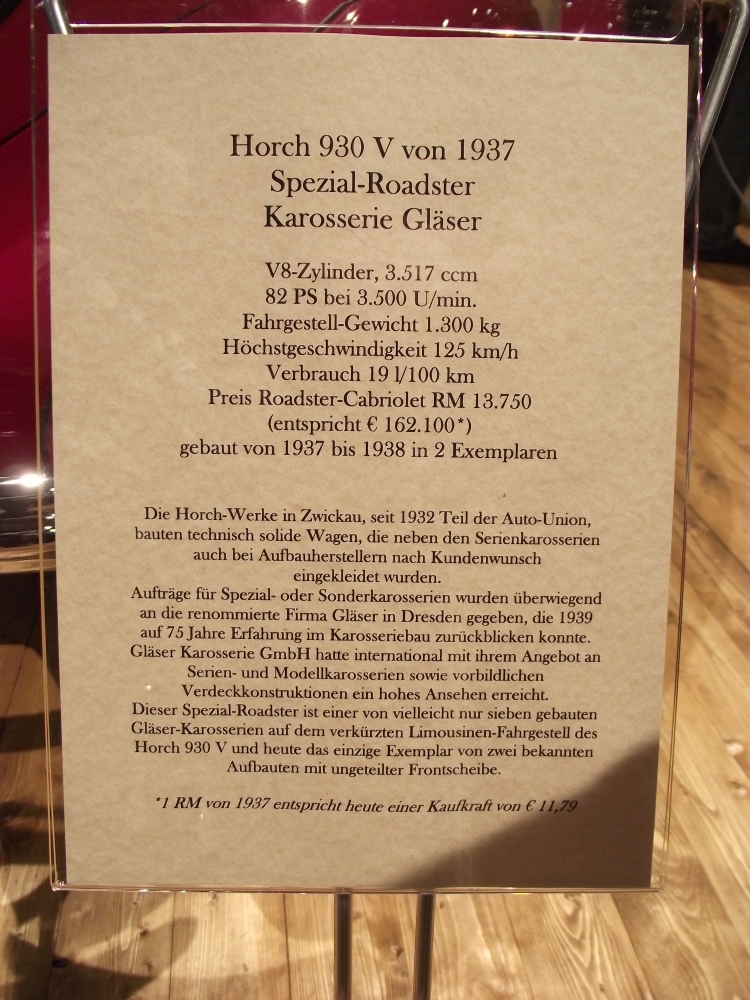 Horch 930 V von 1937
Spezial-Roadster
Karosserie Gläser
V8-Zylinder, 3.517 ccm
82 PS bei 3.500 U/min.
Fahrgestell-Gewicht 1.300 kg
Höchstgeschwindigkeit 125 km/h
Verbrauch 19 l/100 km
Preis Roadster-Cabriolet RM 13.750
(entspricht € 162.100*)
gebaut von 1937 bis 1938 in 2 Exemplaren
Die Horch-Werke in Zwickau, seit 1932 Teil der Auto-Union,
bauten technisch solide Wagen, die neben den Serienkarosserien
auch bei Aufbauherstellern nach Kundenwunsch
eingekleidet wurden.
Aufträge für Spezial- oder Sonderkarosserien wurden überwiegend
an die renommierte Firma Gläser in Dresden gegeben, die 1939
auf 75 Jahre Erfahrung im Karosseriebau zurückblicken konnte.
Gläser Karosserie GmbH hatte international mit ihrem Angebot an
Serien- und Modellkarosserien sowie vorbildlichen
Verdeckkonstruktionen ein hohes Ansehen erreicht.
Dieser Spezial-Roadster ist einer von vielleicht nur sieben gebauten
Gläser-Karosserien auf dem verkürzten Limousinen-Fahrgestell des
Horch 930 V und heute das einzige Exemplar von zwei bekannten
Aufbauten mit ungeteilter Frontscheibe.
*1 RM von 1937 entspricht heute einer Kaufkraft von € 11,79